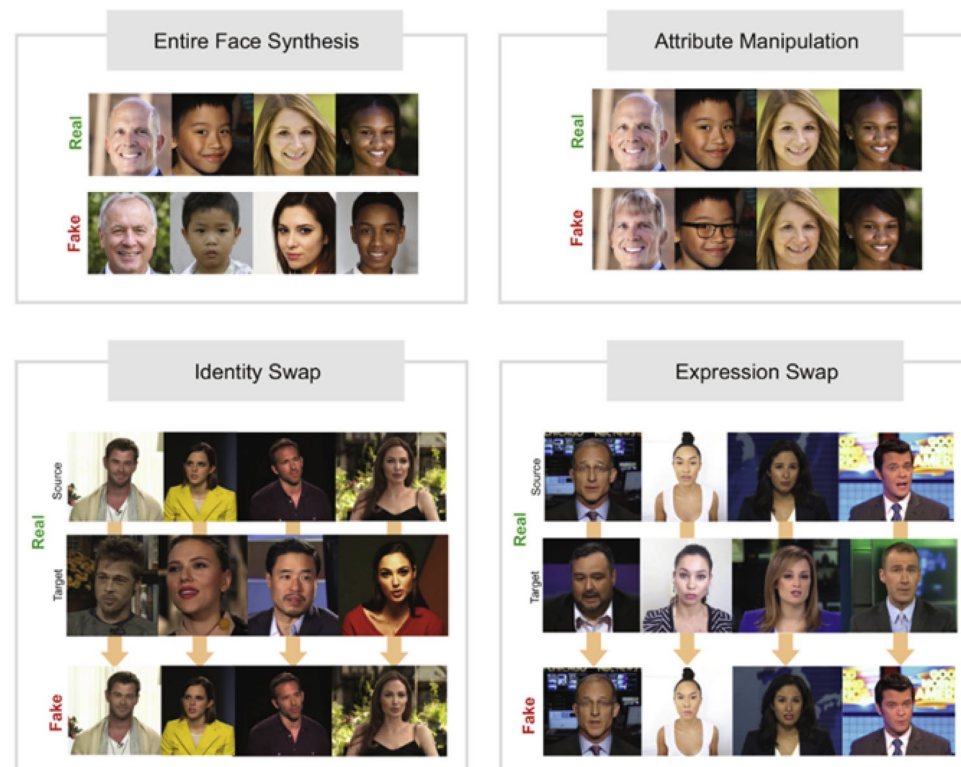 Entire Face Synthesis
Real
Fake
Attribute Manipulation
Real
Fake
Identity Swap
Real
Source
Target
Fake
Expression Swap
Real
Source
Target
Fake
CHICAGO